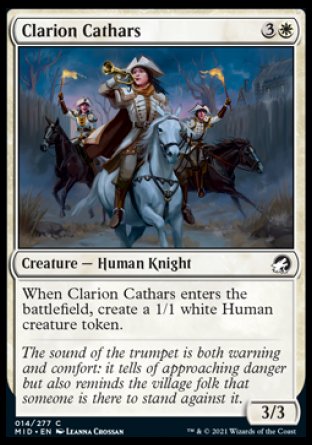 Clarion Cathars 3
Creature — Human Knight
When Clarion Cathars enters the
battlefield, create a 1/1 white Human
creature token.
The sound of the trumpet is both warning
and comfort: it tells of approaching danger
but also reminds the village folk that
someone is there to stand against it.
3/3
014/277 C
MID • EN LEANNA CROSSAN
™ & © 2021 Wizards of the Coast